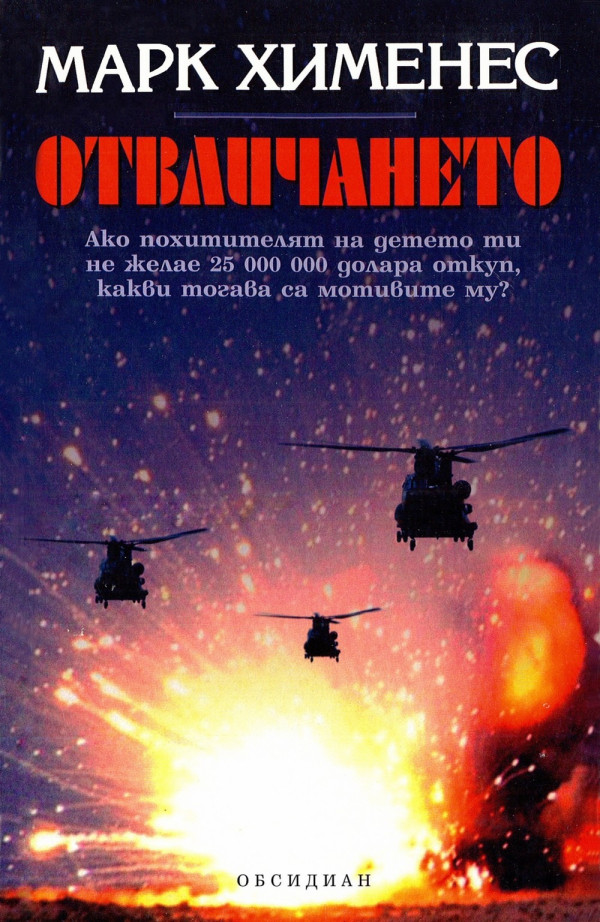 МАРК ХИМЕНЕС
ОТВЛИЧАНЕТО
Ако похитителят на детето ти
не желае 25 000 000 долара откуп,
какви тогава са мотивите му?
ОБСИДИАН